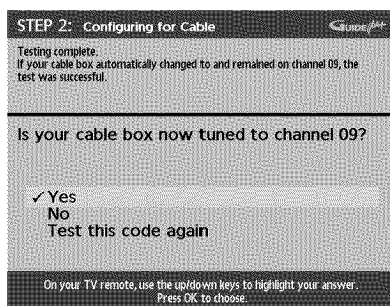 STEP 2: Configuring for Cable
GUIDE Plus+
Testing complete.
If your cable box automatically changed to and remained on channel 09, the
test was successful.
Is your cable box now tuned to channel 09?
✓ Yes
No
Test this code again
On your TV remote, use the up/down keys to highlight your answer.
Press OK to choose.